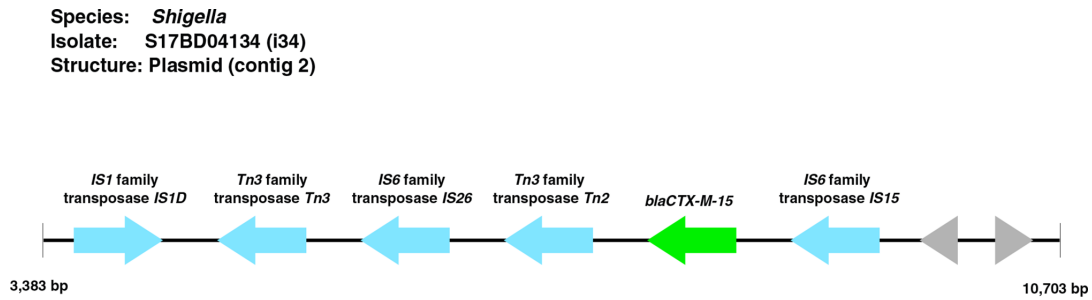 Species: Shigella
Isolate: S17BD04134 (i34)
Structure: Plasmid (contig 2)
IS1 family
transposase IS1D
Tn3 family
transposase Tn3
IS6 family
transposase IS26
Tn3 family
transposase Tn2
blaCTX-M-15
IS6 family
transposase IS15
3,383 bp
10,703 bp